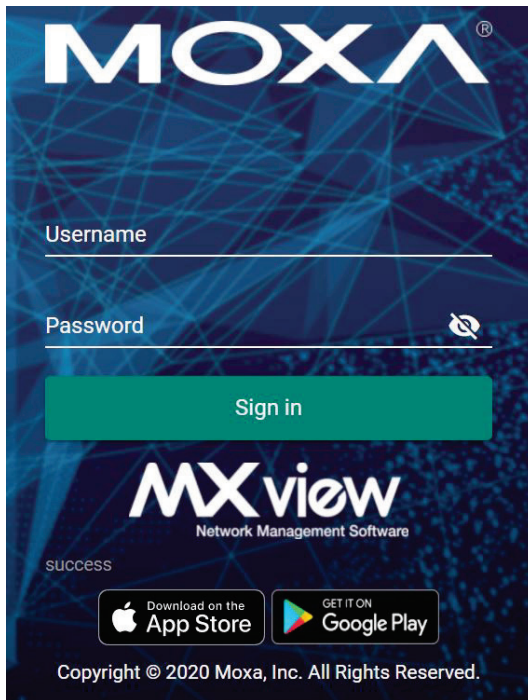 MOXA®
Username
Password
Sign in
MXview
Network Management Software
success
Download on the
App Store
GET IT ON
Google Play
Copyright © 2020 Moxa, Inc. All Rights Reserved.